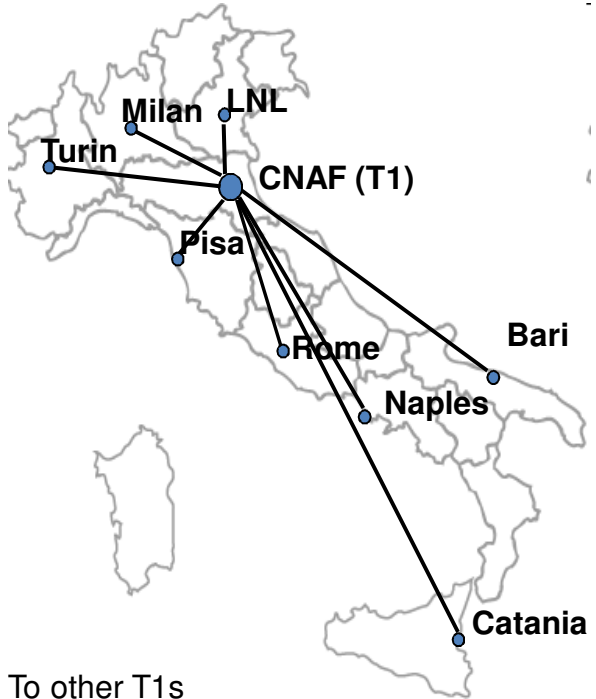 LNL
Milan
Turin
CNAF (T1)
Pisa
Bari
Rome
Naples
Catania
To other T1s